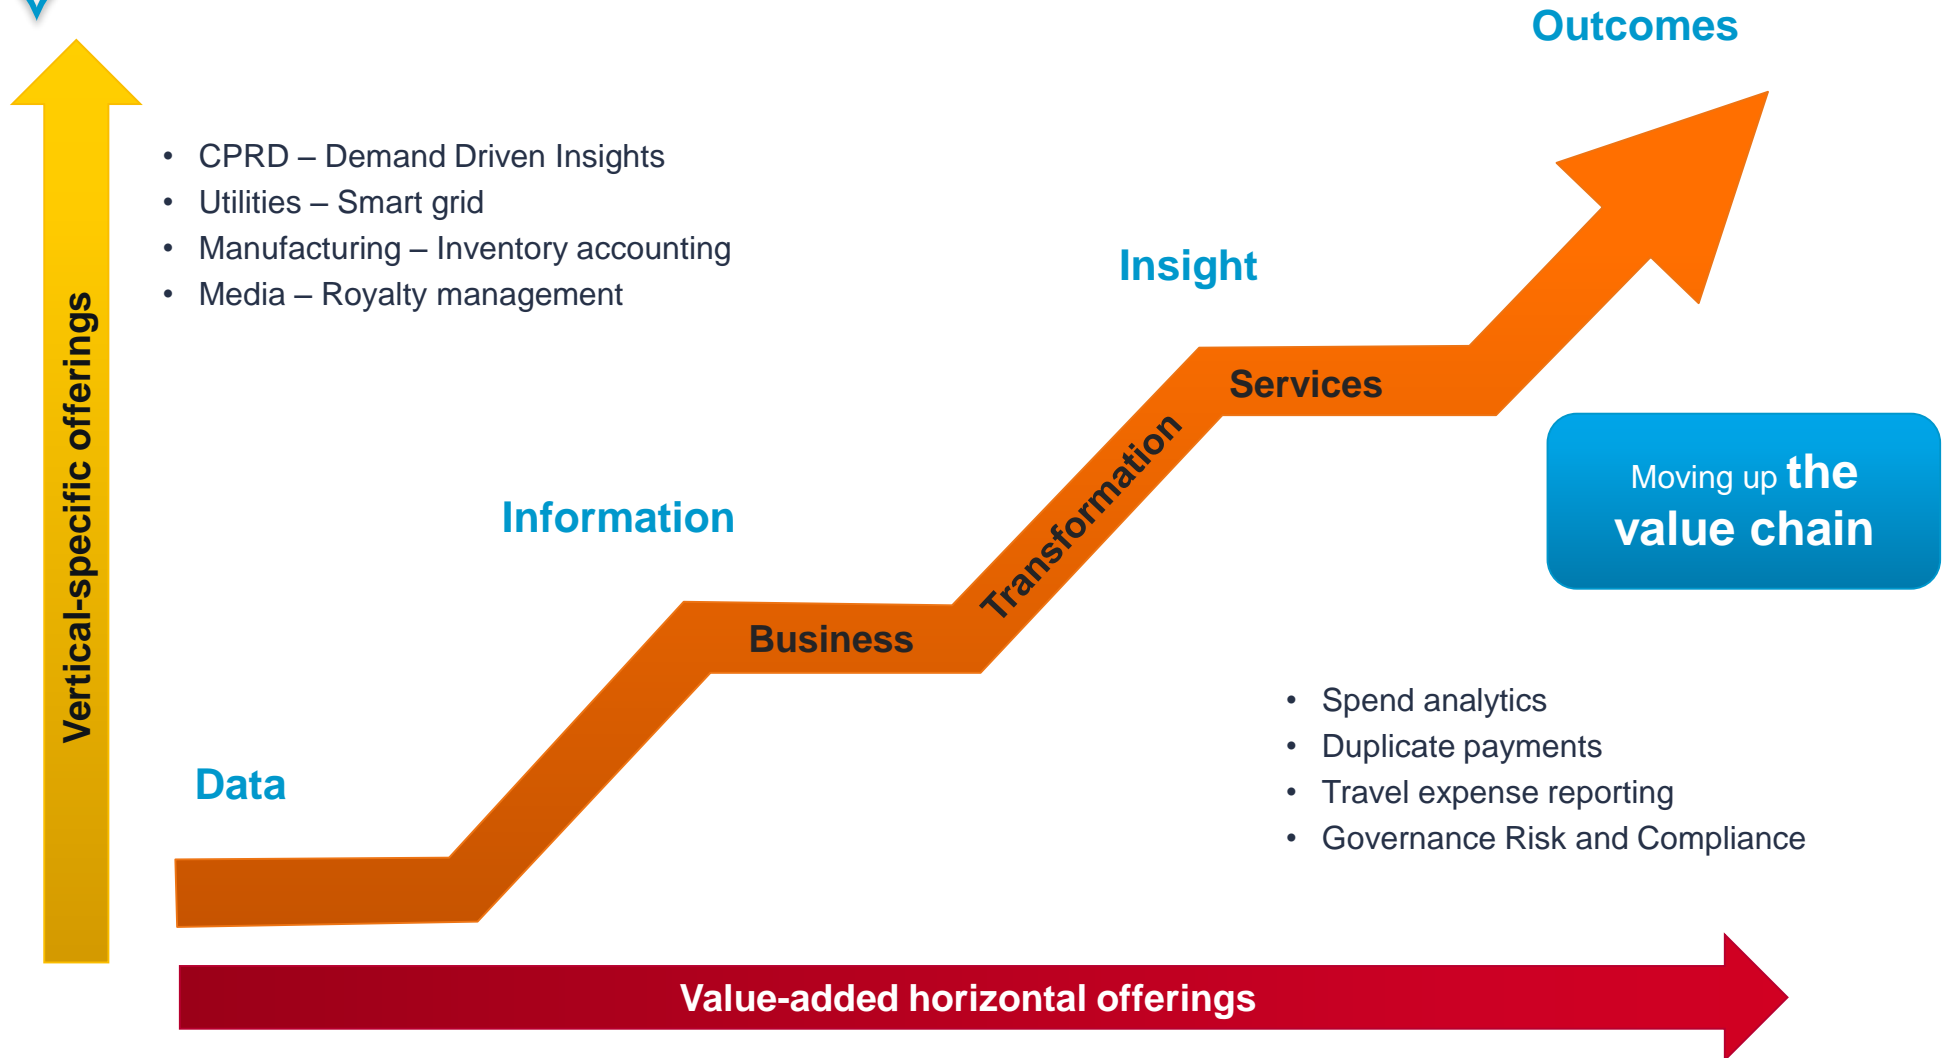 Outcomes
• CPRD – Demand Driven Insights
• Utilities – Smart grid
• Manufacturing – Inventory accounting
• Media – Royalty management
Vertical-specific offerings
Insight
Services
Transformation
Moving up the
value chain
Information
Business
• Spend analytics
• Duplicate payments
• Travel expense reporting
• Governance Risk and Compliance
Data
Value-added horizontal offerings